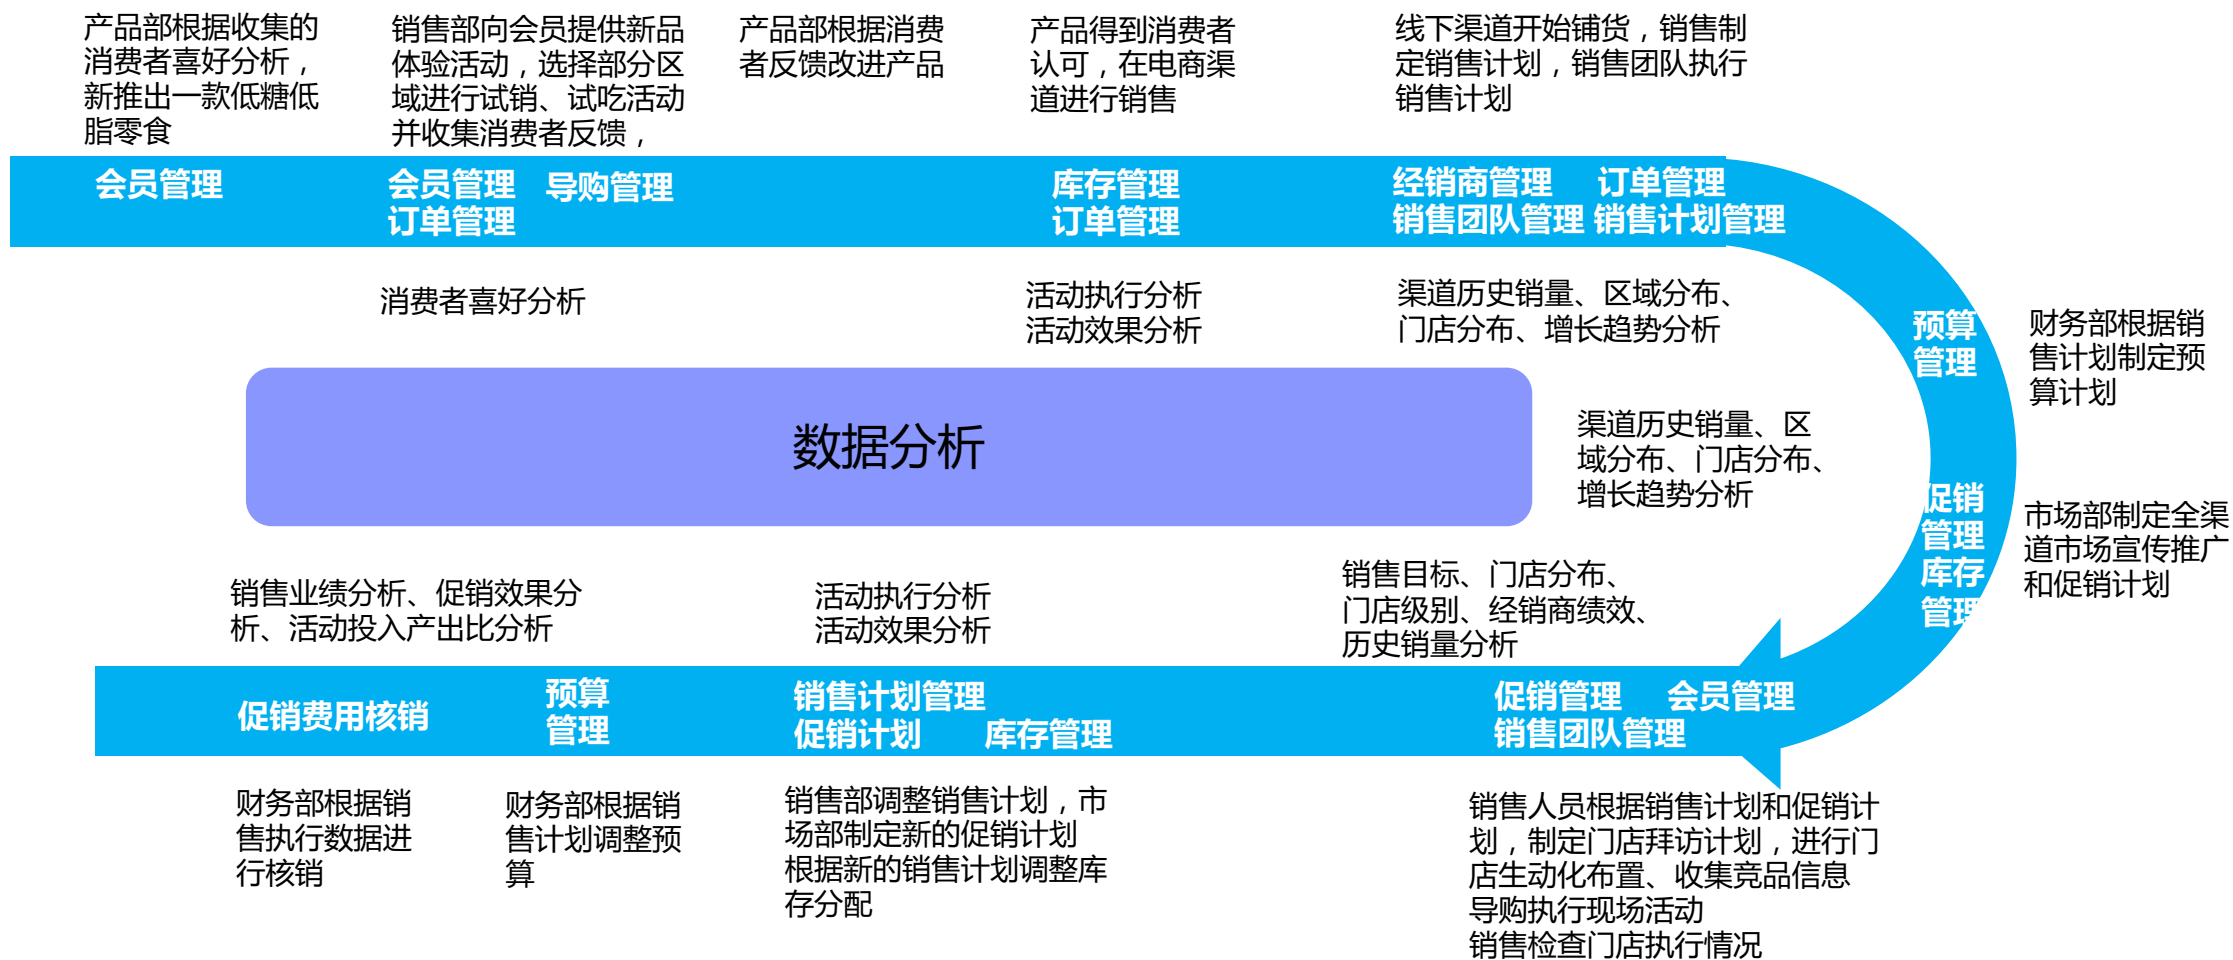 产品部根据收集的
消费者喜好分析，
新推出一款低糖低
脂零食
销售部向会员提供新品
体验活动，选择部分区
域进行试销、试吃活动
并收集消费者反馈，
产品部根据消费
者反馈改进产品
产品得到消费者
认可，在电商渠
道进行销售
线下渠道开始铺货，销售制
定销售计划，销售团队执行
销售计划
会员管理
会员管理 导购管理
订单管理
库存管理
订单管理
经销商管理 订单管理
销售团队管理 销售计划管理
消费者喜好分析
活动执行分析
活动效果分析
渠道历史销量、区域分布、
门店分布、增长趋势分析
预算
管理
财务部根据销
售计划制定预
算计划
数据分析
渠道历史销量、区
域分布、门店分布、
增长趋势分析
促销
管理
库存
管理
市场部制定全渠
道市场宣传推广
和促销计划
销售业绩分析、促销效果分
析、活动投入产出比分析
活动执行分析
活动效果分析
销售目标、门店分布、
门店级别、经销商绩效、
历史销量分析
促销费用核销
预算
管理
销售计划管理
促销计划 库存管理
促销管理 会员管理
销售团队管理
财务部根据销
售执行数据进
行核销
财务部根据销
售计划调整预
算
销售部调整销售计划，市
场部制定新的促销计划
根据新的销售计划调整库
存分配
销售人员根据销售计划和促销计
划，制定门店拜访计划，进行门
店生动化布置、收集竞品信息
导购执行现场活动
销售检查门店执行情况